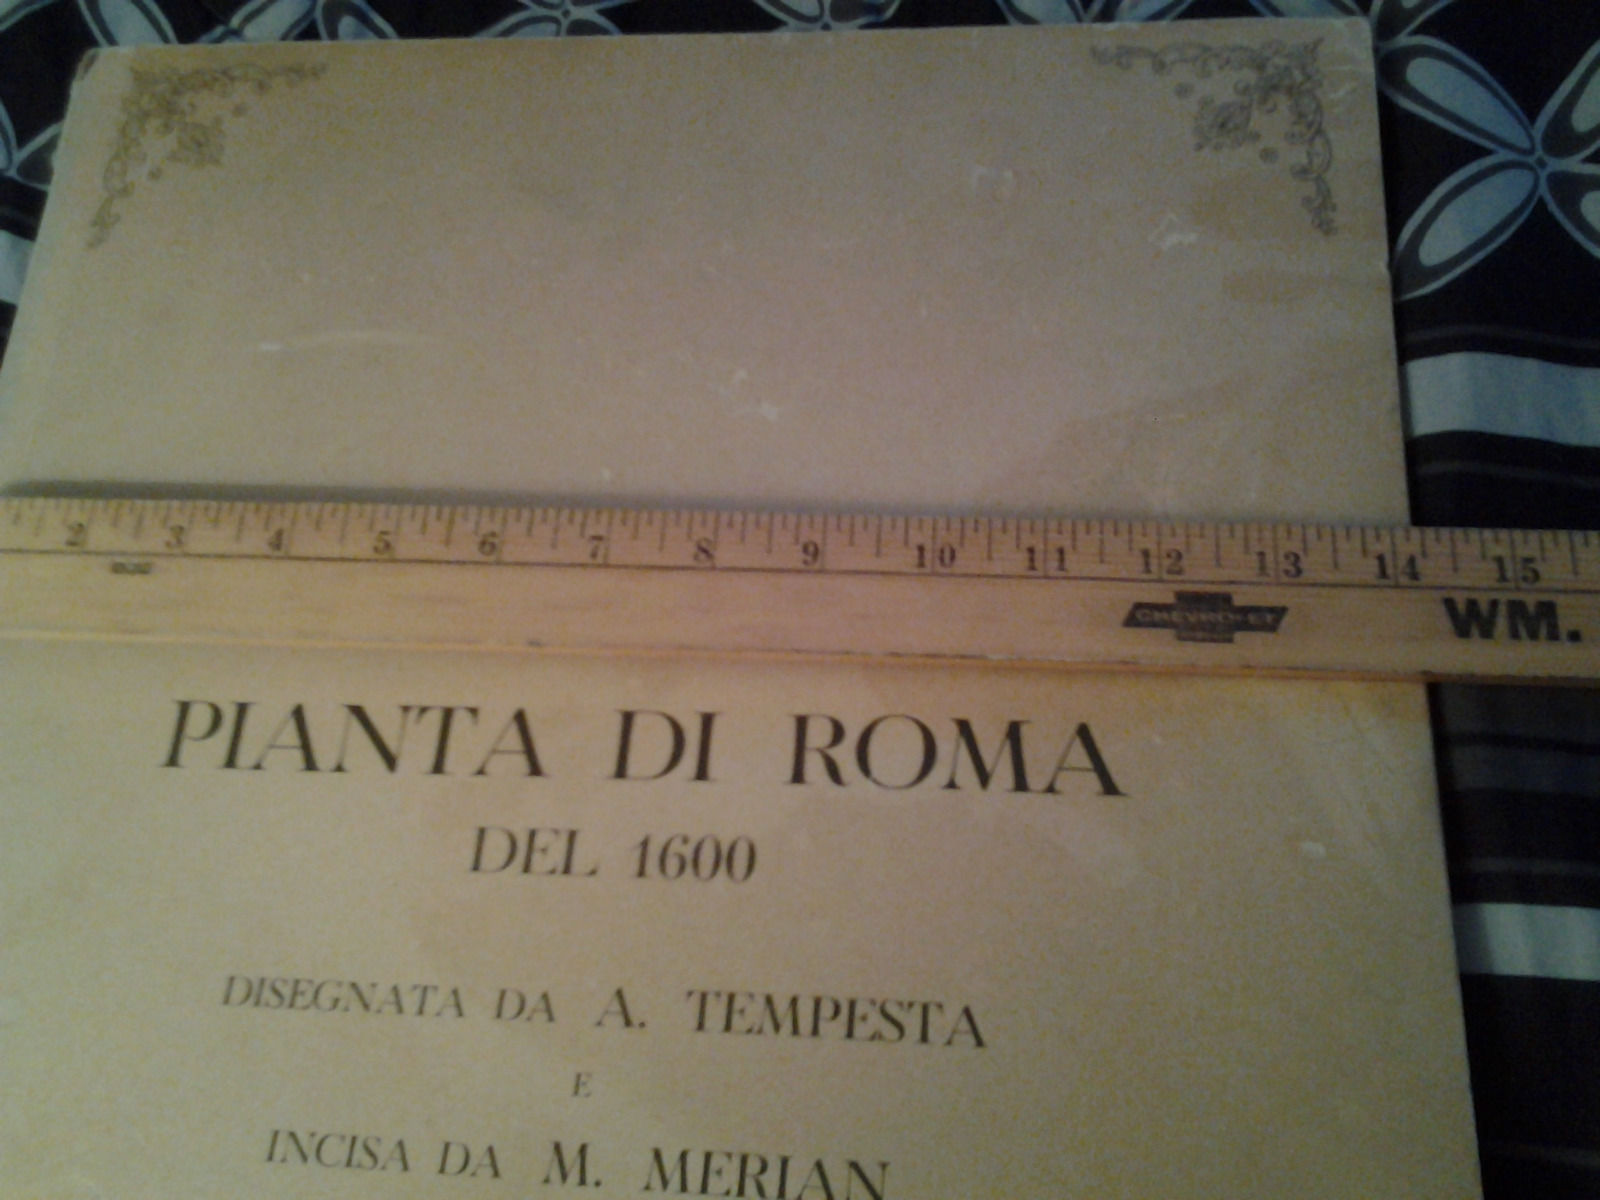 2 3 4 5 6 7 8 9 10 11 12 13 14 15
CHEVROLET
WM.
PIANTA DI ROMA
DEL 1600
DISEGNATA DA A. TEMPESTA
E
INCISA DA M. MERIAN